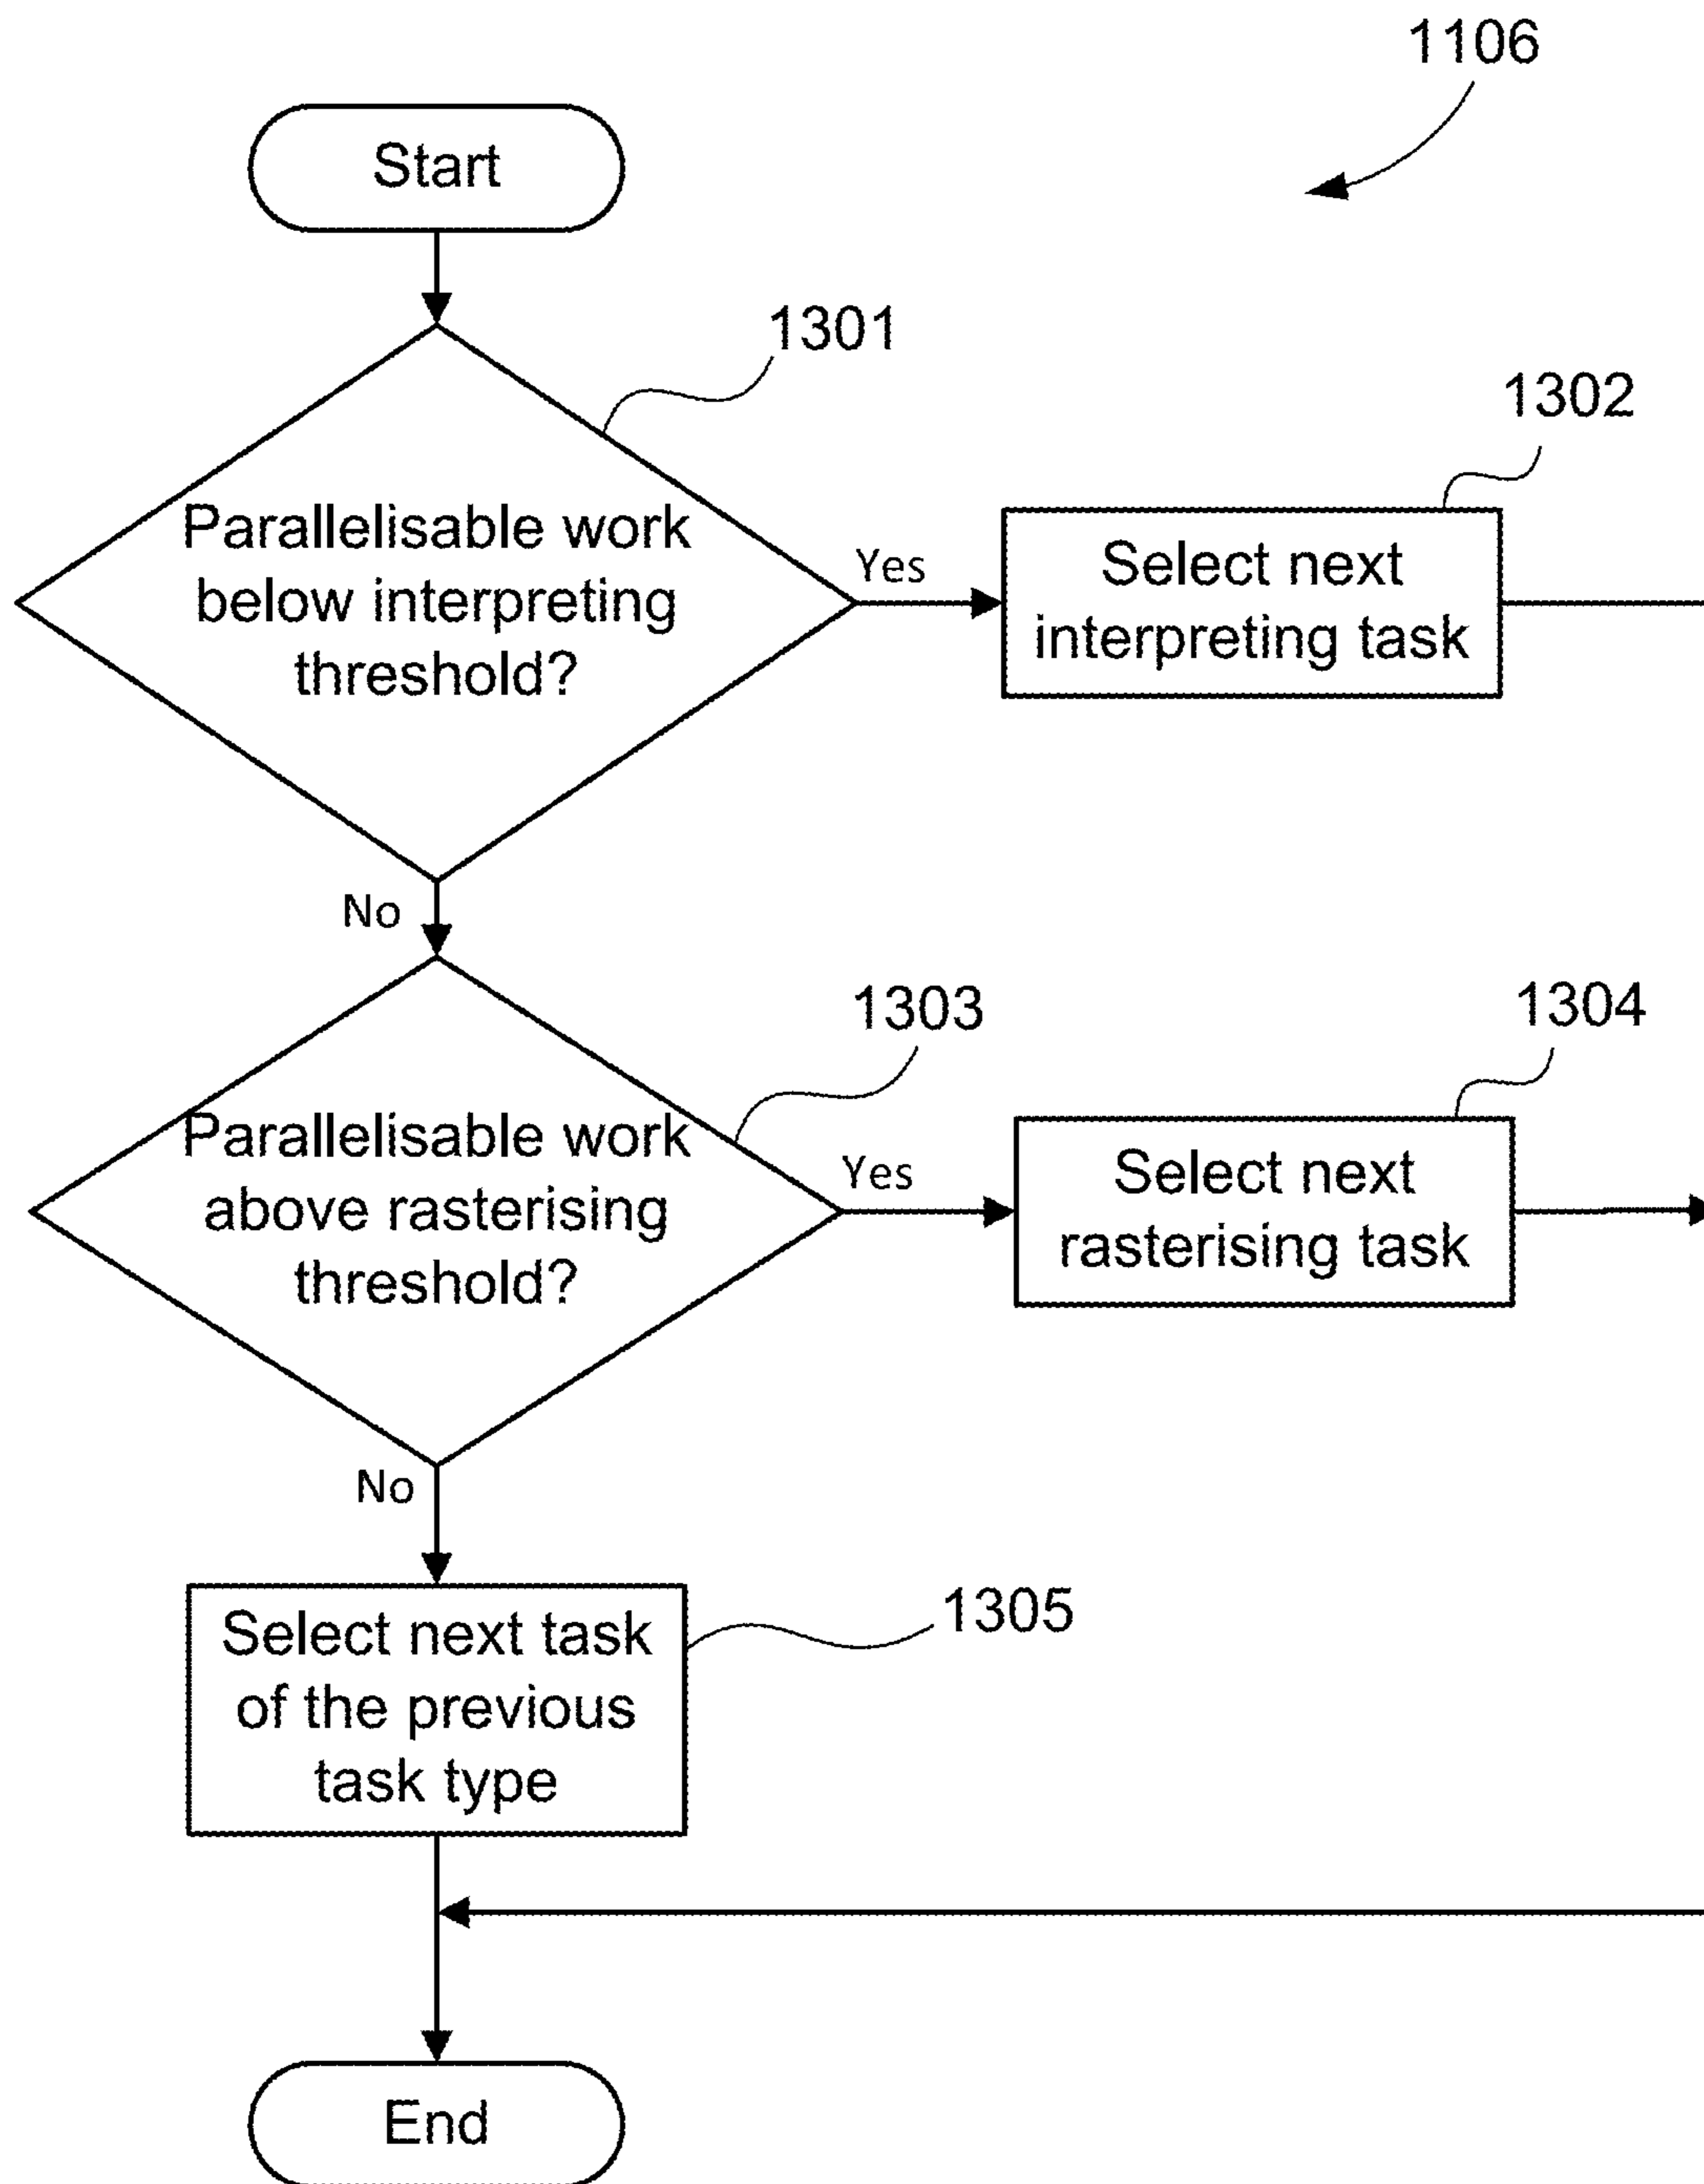 1106
Start
1301
Parallelisable work
below interpreting
threshold?
Yes
1302
Select next
interpreting task
No
1303
Parallelisable work
above rasterising
threshold?
Yes
1304
Select next
rasterising task
No
1305
Select next task
of the previous
task type
End